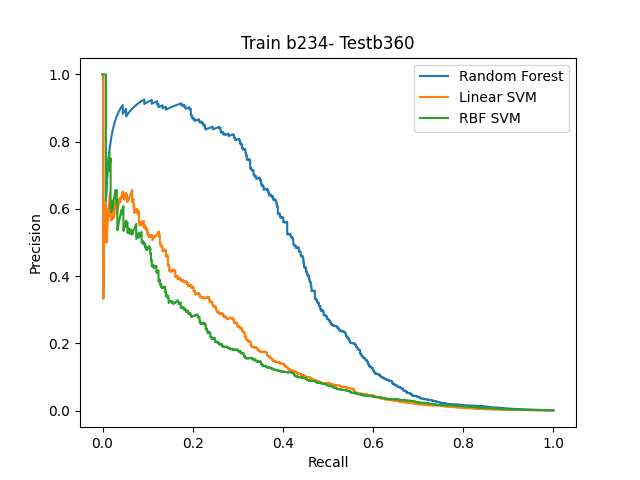 Train b234- Testb360
Random Forest
Linear SVM
RBF SVM
Precision
1.0
0.8
0.6
0.4
0.2
0.0
0.0
0.2
0.4
0.6
0.8
1.0
Recall